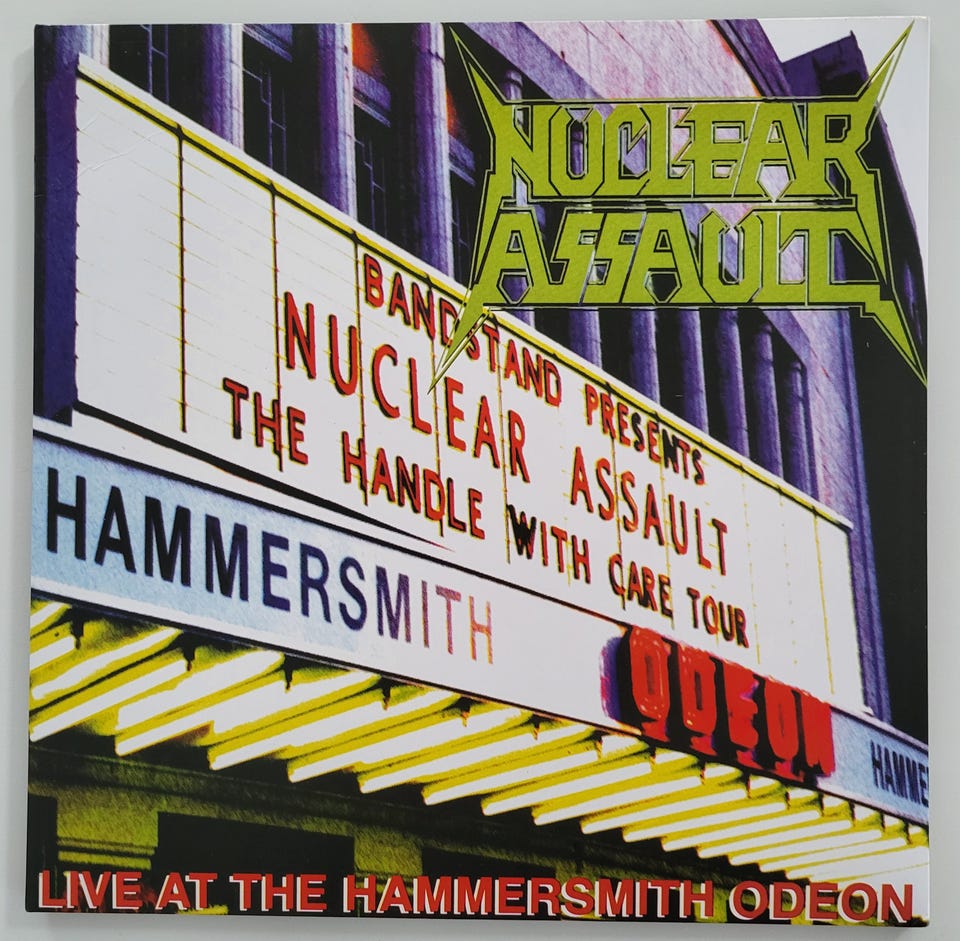 NUCLEAR
ASSAULT
BANDSTAND PRESENTS
NUCLEAR ASSAULT
THE HANDLE WITH CARE TOUR
HAMMERSMITH
ODEON
HAMME
LIVE AT THE HAMMERSMITH ODEON